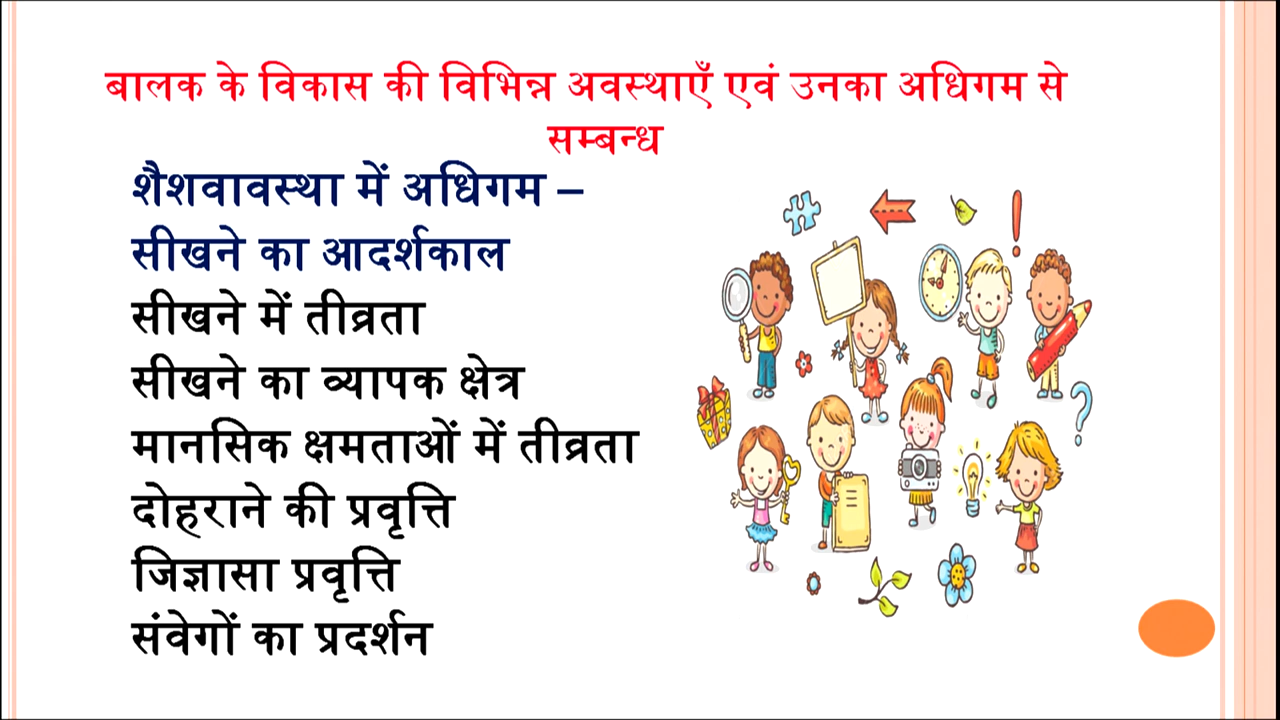 बालक के विकास की विभिन्न अवस्थाएँ एवं उनका अधिगम से
सम्बन्ध
शैशवावस्था में अधिगम –
सीखने का आदर्शकाल
सीखने में तीव्रता
सीखने का व्यापक क्षेत्र
मानसिक क्षमताओं में तीव्रता
दोहराने की प्रवृत्ति
जिज्ञासा प्रवृत्ति
संवेगों का प्रदर्शन